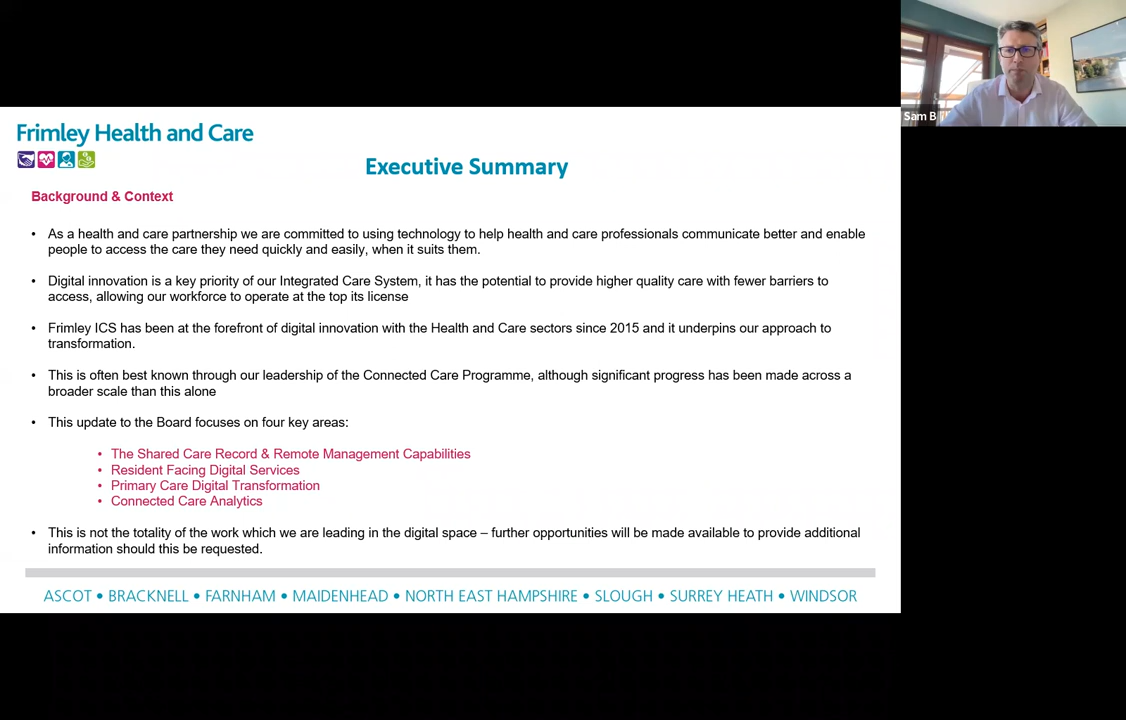 Sam B
Frimley Health and Care
Executive Summary
Background & Context
• As a health and care partnership we are committed to using technology to help health and care professionals communicate better and enable
people to access the care they need quickly and easily, when it suits them.
• Digital innovation is a key priority of our Integrated Care System, it has the potential to provide higher quality care with fewer barriers to
access, allowing our workforce to operate at the top its license
• Frimley ICS has been at the forefront of digital innovation with the Health and Care sectors since 2015 and it underpins our approach to
transformation.
• This is often best known through our leadership of the Connected Care Programme, although significant progress has been made across a
broader scale than this alone
• This update to the Board focuses on four key areas:
• The Shared Care Record & Remote Management Capabilities
• Resident Facing Digital Services
• Primary Care Digital Transformation
• Connected Care Analytics
• This is not the totality of the work which we are leading in the digital space – further opportunities will be made available to provide additional
information should this be requested.
ASCOT • BRACKNELL • FARNHAM • MAIDENHEAD • NORTH EAST HAMPSHIRE • SLOUGH • SURREY HEATH • WINDSOR